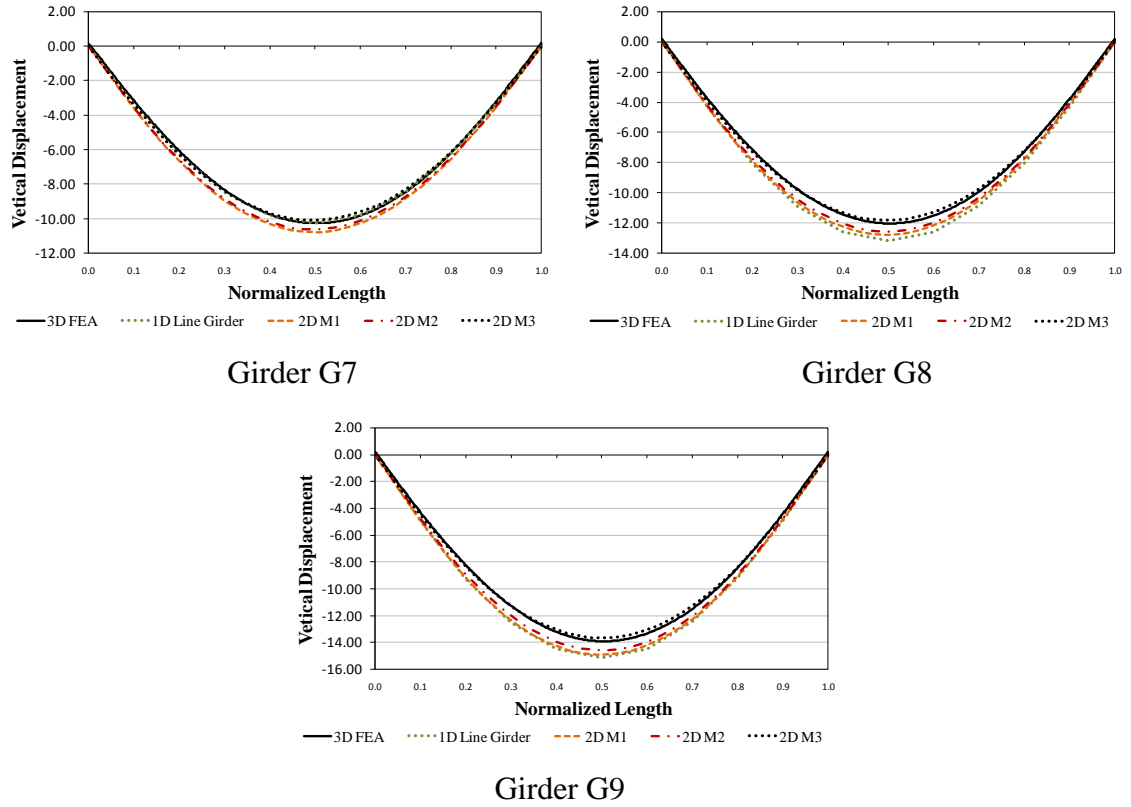 2.00
0.00
-2.00
-4.00
-6.00
-8.00
-10.00
-12.00
Vetical Displacement
0.0 0.1 0.2 0.3 0.4 0.5 0.6 0.7 0.8 0.9 1.0
Normalized Length
3D FEA 1D Line Girder 2D M1 2D M2 2D M3
Girder G7
2.00
0.00
-2.00
-4.00
-6.00
-8.00
-10.00
-12.00
-14.00
Vetical Displacement
0.0 0.1 0.2 0.3 0.4 0.5 0.6 0.7 0.8 0.9 1.0
Normalized Length
3D FEA 1D Line Girder 2D M1 2D M2 2D M3
Girder G8
2.00
0.00
-2.00
-4.00
-6.00
-8.00
-10.00
-12.00
-14.00
-16.00
Vetical Displacement
0.0 0.1 0.2 0.3 0.4 0.5 0.6 0.7 0.8 0.9 1.0
Normalized Length
3D FEA 1D Line Girder 2D M1 2D M2 2D M3
Girder G9